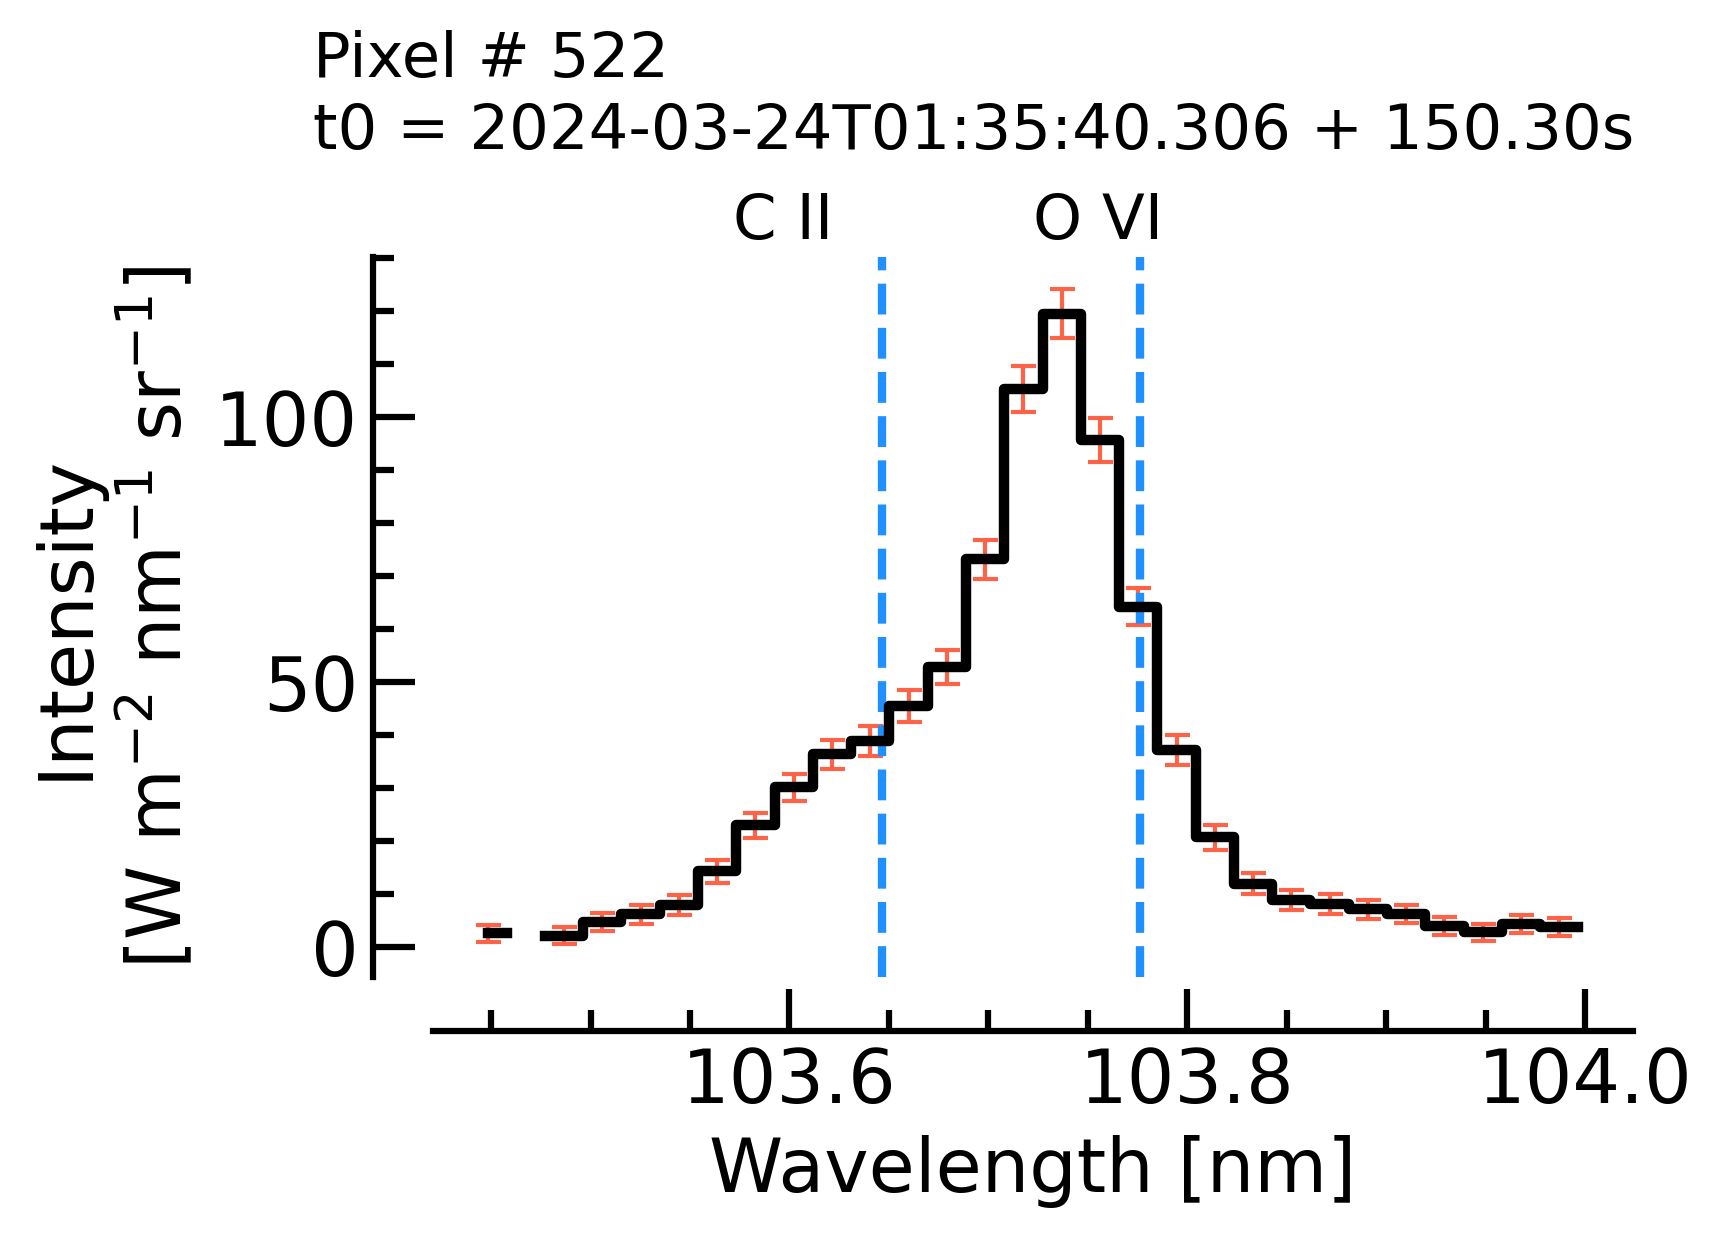 Pixel # 522
t0 = 2024-03-24T01:35:40.306 + 150.30s
C II
O VI
Intensity
[W m⁻² nm⁻¹ sr⁻¹]
100
50
0
103.6
103.8
104.0
Wavelength [nm]